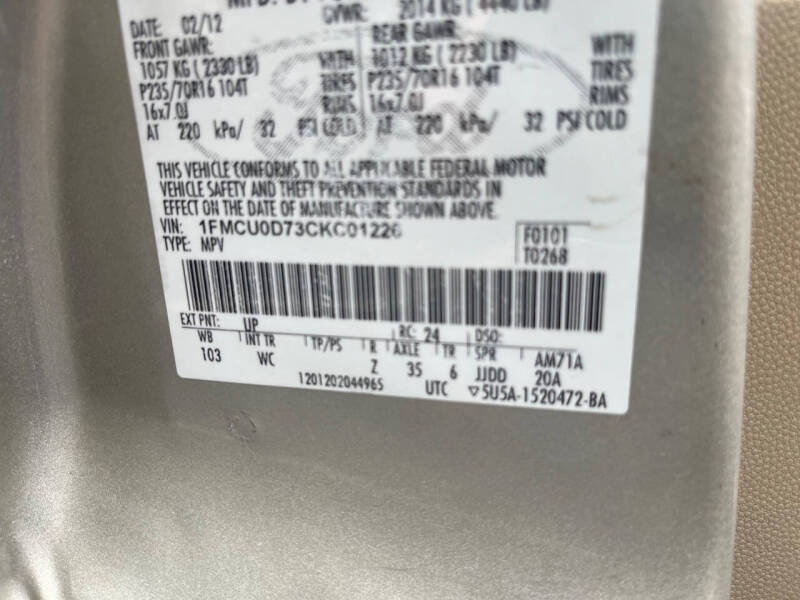 GVWR: 2014 KG ( 4440 LB)
DATE: 02/12
FRONT GAWR: REAR GAWR:
1057 KG ( 2330 LB) WITH 1012 KG ( 2230 LB) WITH
P235/70R16 104T TIRES P235/70R16 104T TIRES
16x7.0J RIMS 16x7.0J RIMS
AT 220 kPa/ 32 PSI COLD AT 220 kPa/ 32 PSI COLD
THIS VEHICLE CONFORMS TO ALL APPLICABLE FEDERAL MOTOR
VEHICLE SAFETY AND THEFT PREVENTION STANDARDS IN
EFFECT ON THE DATE OF MANUFACTURE SHOWN ABOVE.
VIN: 1FMCU0D73CKC01226 F0101
TYPE: MPV T0268
EXT PNT: UP RC: 24 DSO:
WB INT TR TP/PS R AXLE TR SPR AM71A
103 WC Z 35 6 JJDD 20A
1201202044965 UTC ▽5U5A-1520472-BA